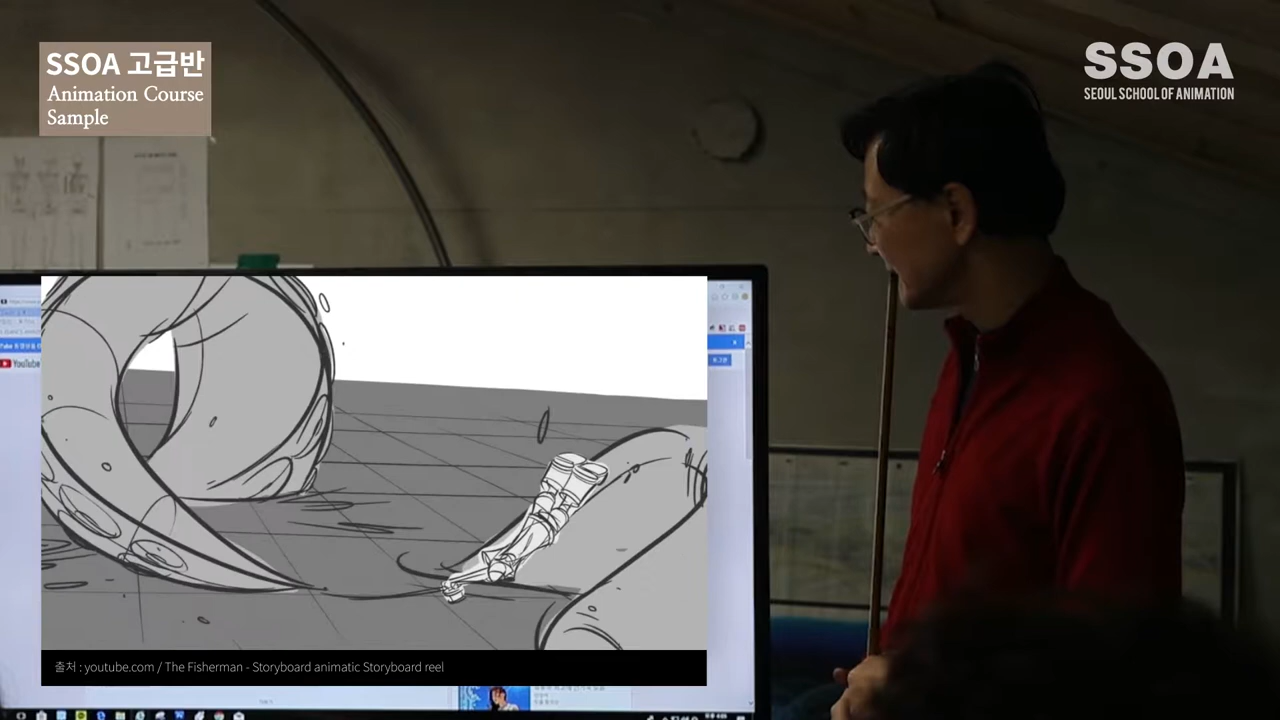 SSOA 고급반
Animation Course
Sample
SSOA
SEOUL SCHOOL OF ANIMATION
YouTube
출처 : youtube.com / The Fisherman - Storyboard animatic Storyboard reel